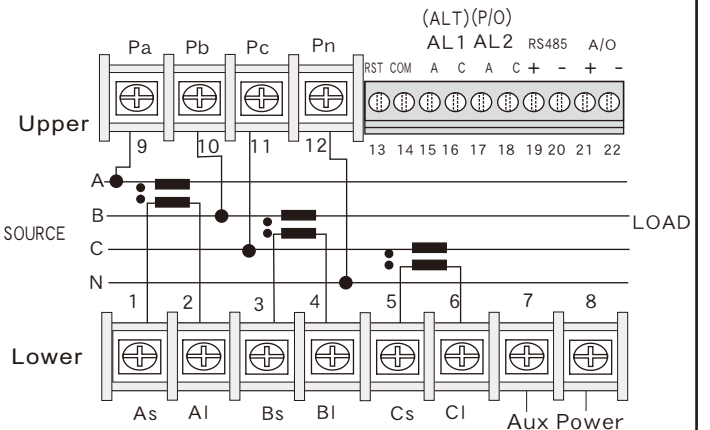 (ALT)(P/O)
Pa Pb Pc Pn AL1 AL2 RS485 A/O
RST COM A C A C + - + -
Upper
9 10 11 12 13 14 15 16 17 18 19 20 21 22
A
B
SOURCE LOAD
C
N
1 2 3 4 5 6 7 8
Lower
As Al Bs Bl Cs Cl Aux Power